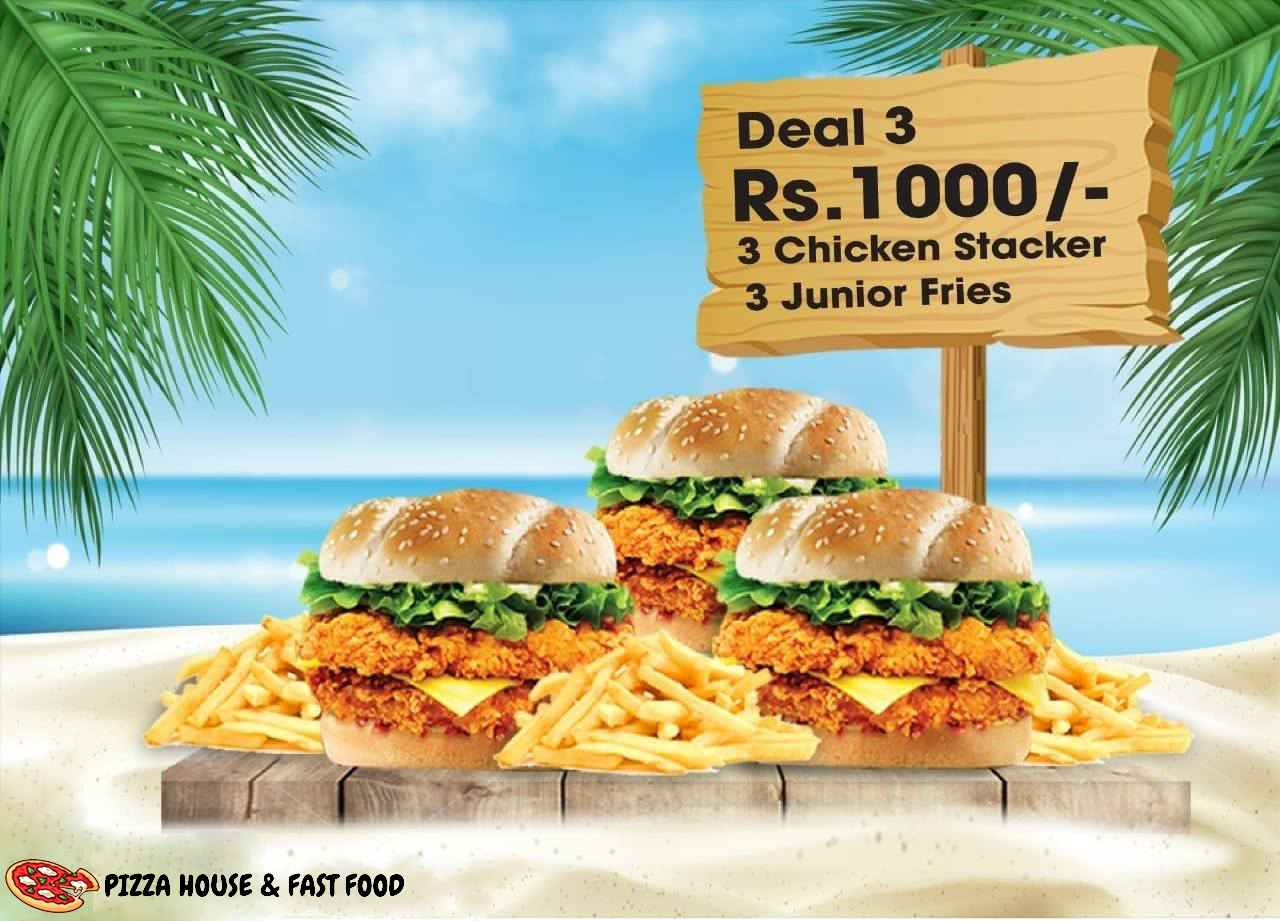 Deal 3
Rs.1000/-
3 Chicken Stacker
3 Junior Fries
PIZZA HOUSE & FAST FOOD